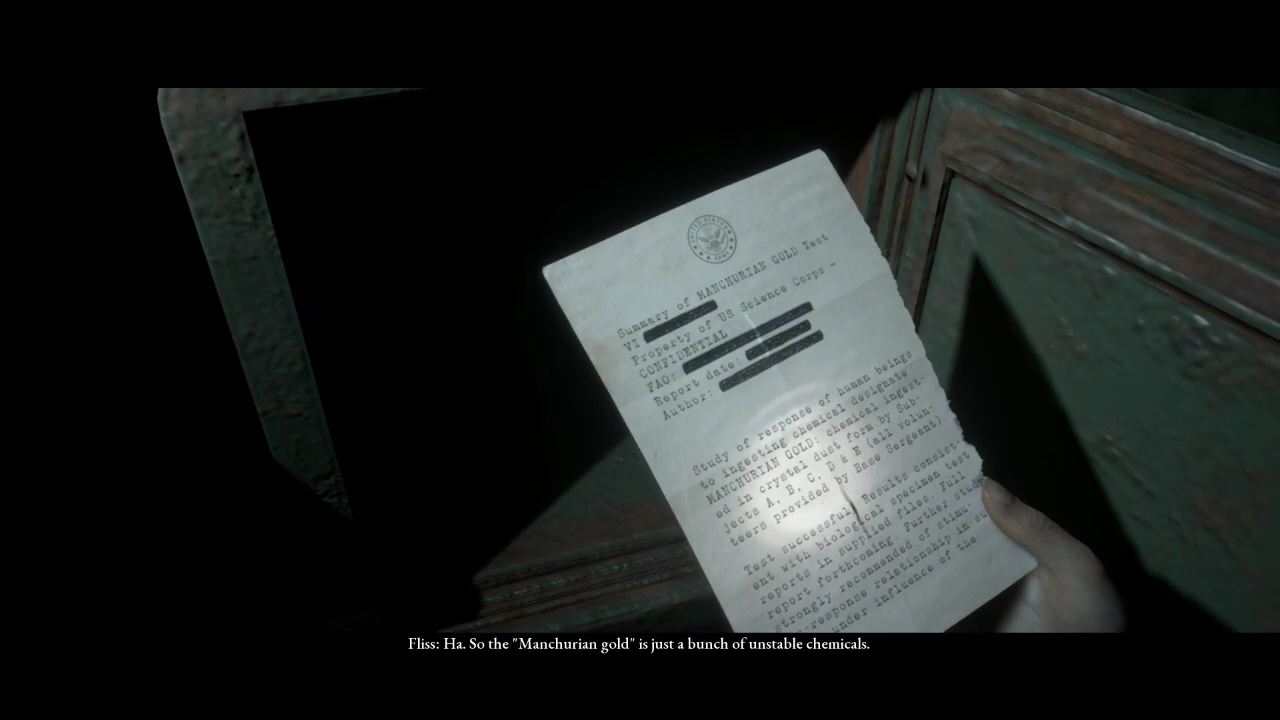 UNITED STATES
ARMY
Summary of MANCHURIAN GOLD Test
VI
Property of US Science Corps -
CONFIDENTIAL
FAO:
Report date:
Author:
Study of response of human beings
to ingesting chemical designate
MANCHURIAN GOLD; chemical ingest-
ed in crystal dust form by Sub-
jects A, B, C, D & E (all volun-
teers provided by Base Sergeant)
Test successful. Results consist-
ent with biological specimen test
reports in supplied files. Full
report forthcoming. Further stud
strongly recommended of stimu-
-response relationship in su
under influence of the
Fliss: Ha. So the "Manchurian gold" is just a bunch of unstable chemicals.